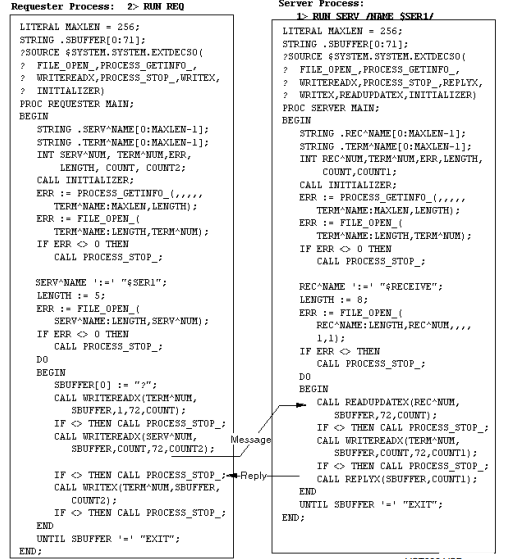 Requester Process:  2> RUN REQ
LITERAL MAXLEN = 256;
STRING .SBUFFER[0:71];
?SOURCE $SYSTEM.SYSTEM.EXTDECS0(
?  FILE_OPEN_,PROCESS_GETINFO_,
?  WRITEREADX,PROCESS_STOP_,WRITEX,
?  INITIALIZER)
PROC REQUESTER MAIN;
BEGIN
STRING .SERV^NAME[0:MAXLEN-1];
STRING .TERM^NAME[0:MAXLEN-1];
INT SERV^NUM, TERM^NUM,ERR,
LENGTH, COUNT, COUNT2;
CALL INITIALIZER;
ERR := PROCESS_GETINFO_(,,,,,
TERM^NAME:MAXLEN,LENGTH);
ERR := FILE_OPEN_(
TERM^NAME:LENGTH,TERM^NUM);
IF ERR <> 0 THEN
CALL PROCESS_STOP_;
SERV^NAME ':=' "$SER1";
LENGTH := 5;
ERR := FILE_OPEN_(
SERV^NAME:LENGTH,SERV^NUM);
IF ERR <> 0 THEN
CALL PROCESS_STOP_;
DO
BEGIN
SBUFFER[0] := "?";
CALL WRITEREADX(TERM^NUM,
SBUFFER,1,72,COUNT);
IF <> THEN CALL PROCESS_STOP_;
CALL WRITEREADX(SERV^NUM,
SBUFFER,COUNT,72,COUNT2);
IF <> THEN CALL PROCESS_STOP_;
CALL WRITEX(TERM^NUM,SBUFFER,
COUNT2);
IF <> THEN CALL PROCESS_STOP_;
END
UNTIL SBUFFER '=' "EXIT";
END;
Message
Reply
Server Process:
1> RUN SERV /NAME $SER1/
LITERAL MAXLEN = 256;
STRING .SBUFFER[0:71];
?SOURCE $SYSTEM.SYSTEM.EXTDECS0(
?  FILE_OPEN_,PROCESS_GETINFO_,
?  WRITEREADX,PROCESS_STOP_,REPLYX,
?  WRITEX,READUPDATEX,INITIALIZER)
PROC SERVER MAIN;
BEGIN
STRING .REC^NAME[0:MAXLEN-1];
STRING .TERM^NAME[0:MAXLEN-1];
INT REC^NUM,TERM^NUM,ERR,LENGTH,
COUNT,COUNT1;
CALL INITIALIZER;
ERR := PROCESS_GETINFO_(,,,,,
TERM^NAME:MAXLEN,LENGTH);
ERR := FILE_OPEN_(
TERM^NAME:LENGTH,TERM^NUM);
IF ERR <> 0 THEN
CALL PROCESS_STOP_;
REC^NAME ':=' "$RECEIVE";
LENGTH := 8;
ERR := FILE_OPEN_(
REC^NAME:LENGTH,REC^NUM,,,,
1,1);
IF ERR <> THEN
CALL PROCESS_STOP_;
DO
BEGIN
CALL READUPDATEX(REC^NUM,
SBUFFER,72,COUNT);
IF <> THEN CALL PROCESS_STOP_;
CALL WRITEREADX(TERM^NUM,
SBUFFER,COUNT,72,COUNT1);
IF <> THEN CALL PROCESS_STOP_;
CALL REPLYX(SBUFFER,COUNT1);
END
UNTIL SBUFFER '=' "EXIT";
END;